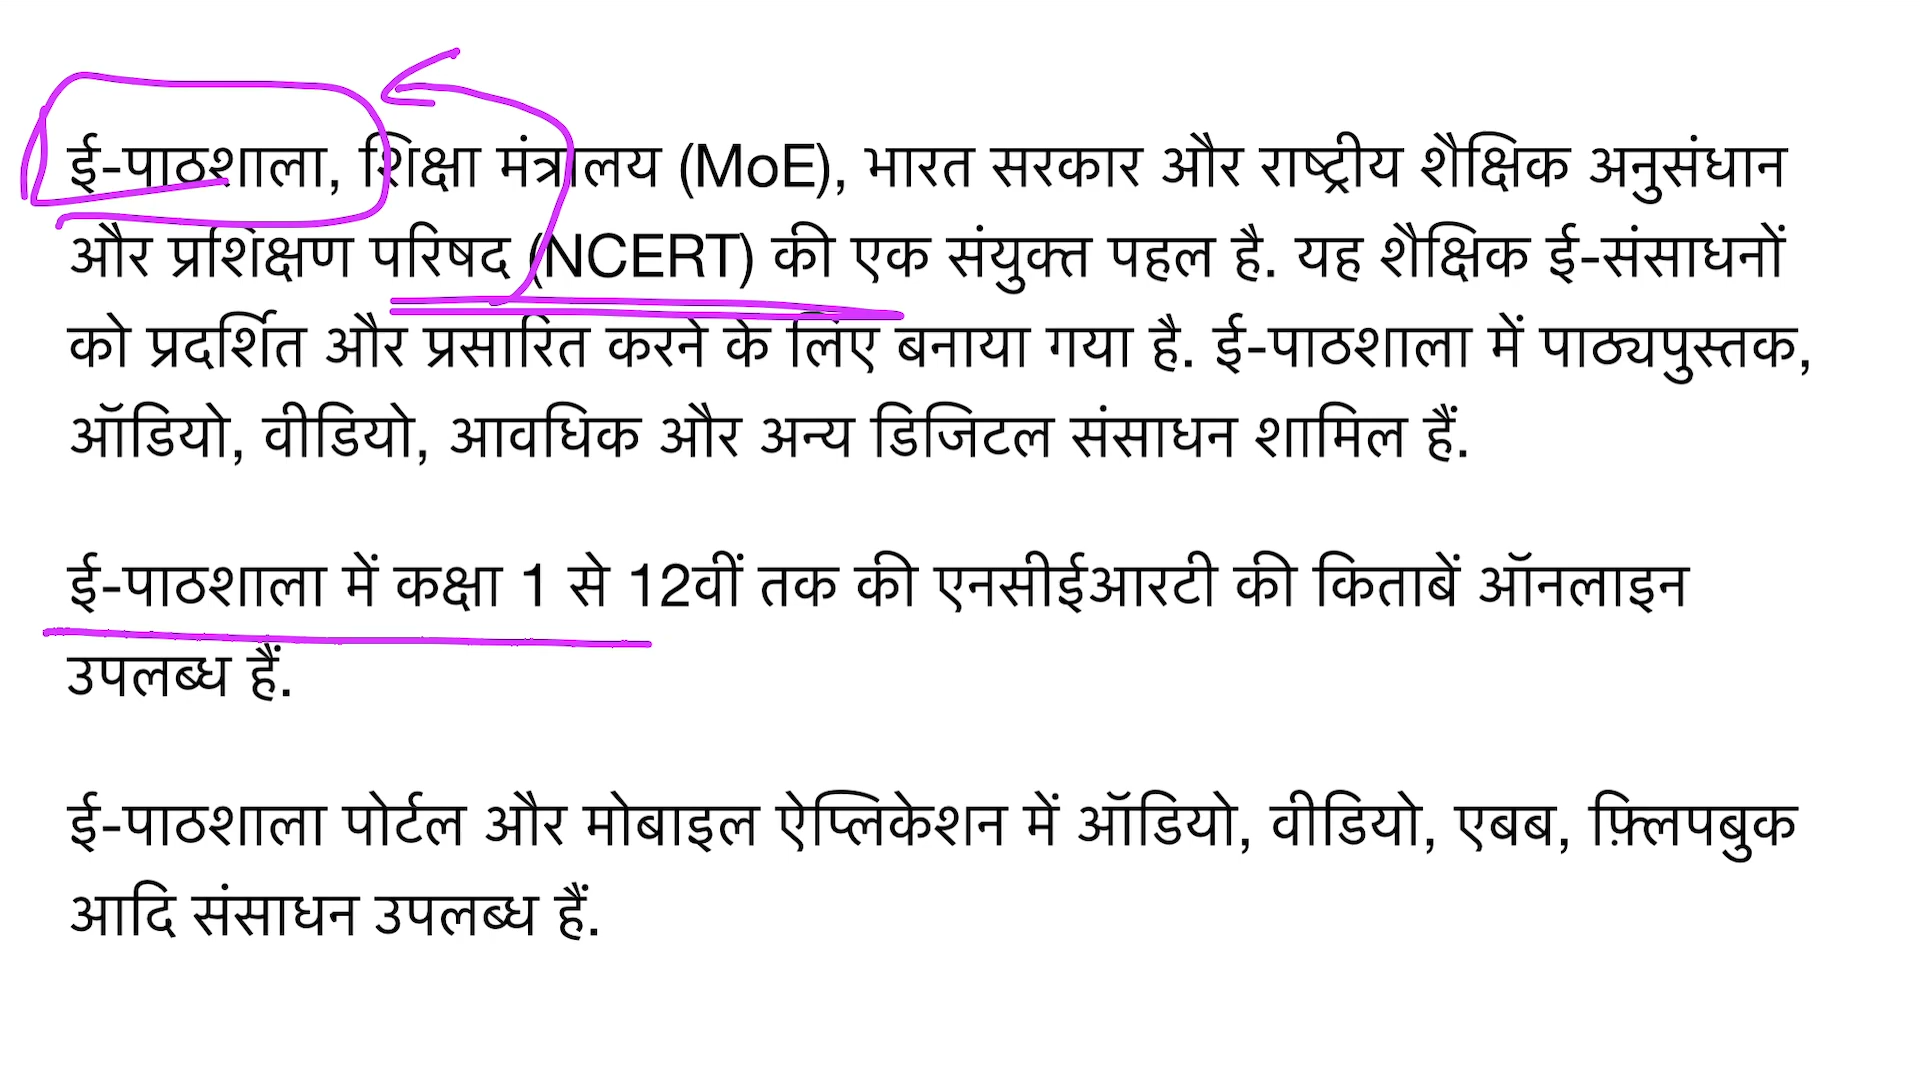 ई-पाठशाला, शिक्षा मंत्रालय (MoE), भारत सरकार और राष्ट्रीय शैक्षिक अनुसंधान
और प्रशिक्षण परिषद (NCERT) की एक संयुक्त पहल है. यह शैक्षिक ई-संसाधनों
को प्रदर्शित और प्रसारित करने के लिए बनाया गया है. ई-पाठशाला में पाठ्यपुस्तक,
ऑडियो, वीडियो, आवधिक और अन्य डिजिटल संसाधन शामिल हैं.
ई-पाठशाला में कक्षा 1 से 12वीं तक की एनसीईआरटी की किताबें ऑनलाइन
उपलब्ध हैं.
ई-पाठशाला पोर्टल और मोबाइल ऐप्लिकेशन में ऑडियो, वीडियो, एबब, फ़्लिपबुक
आदि संसाधन उपलब्ध हैं.